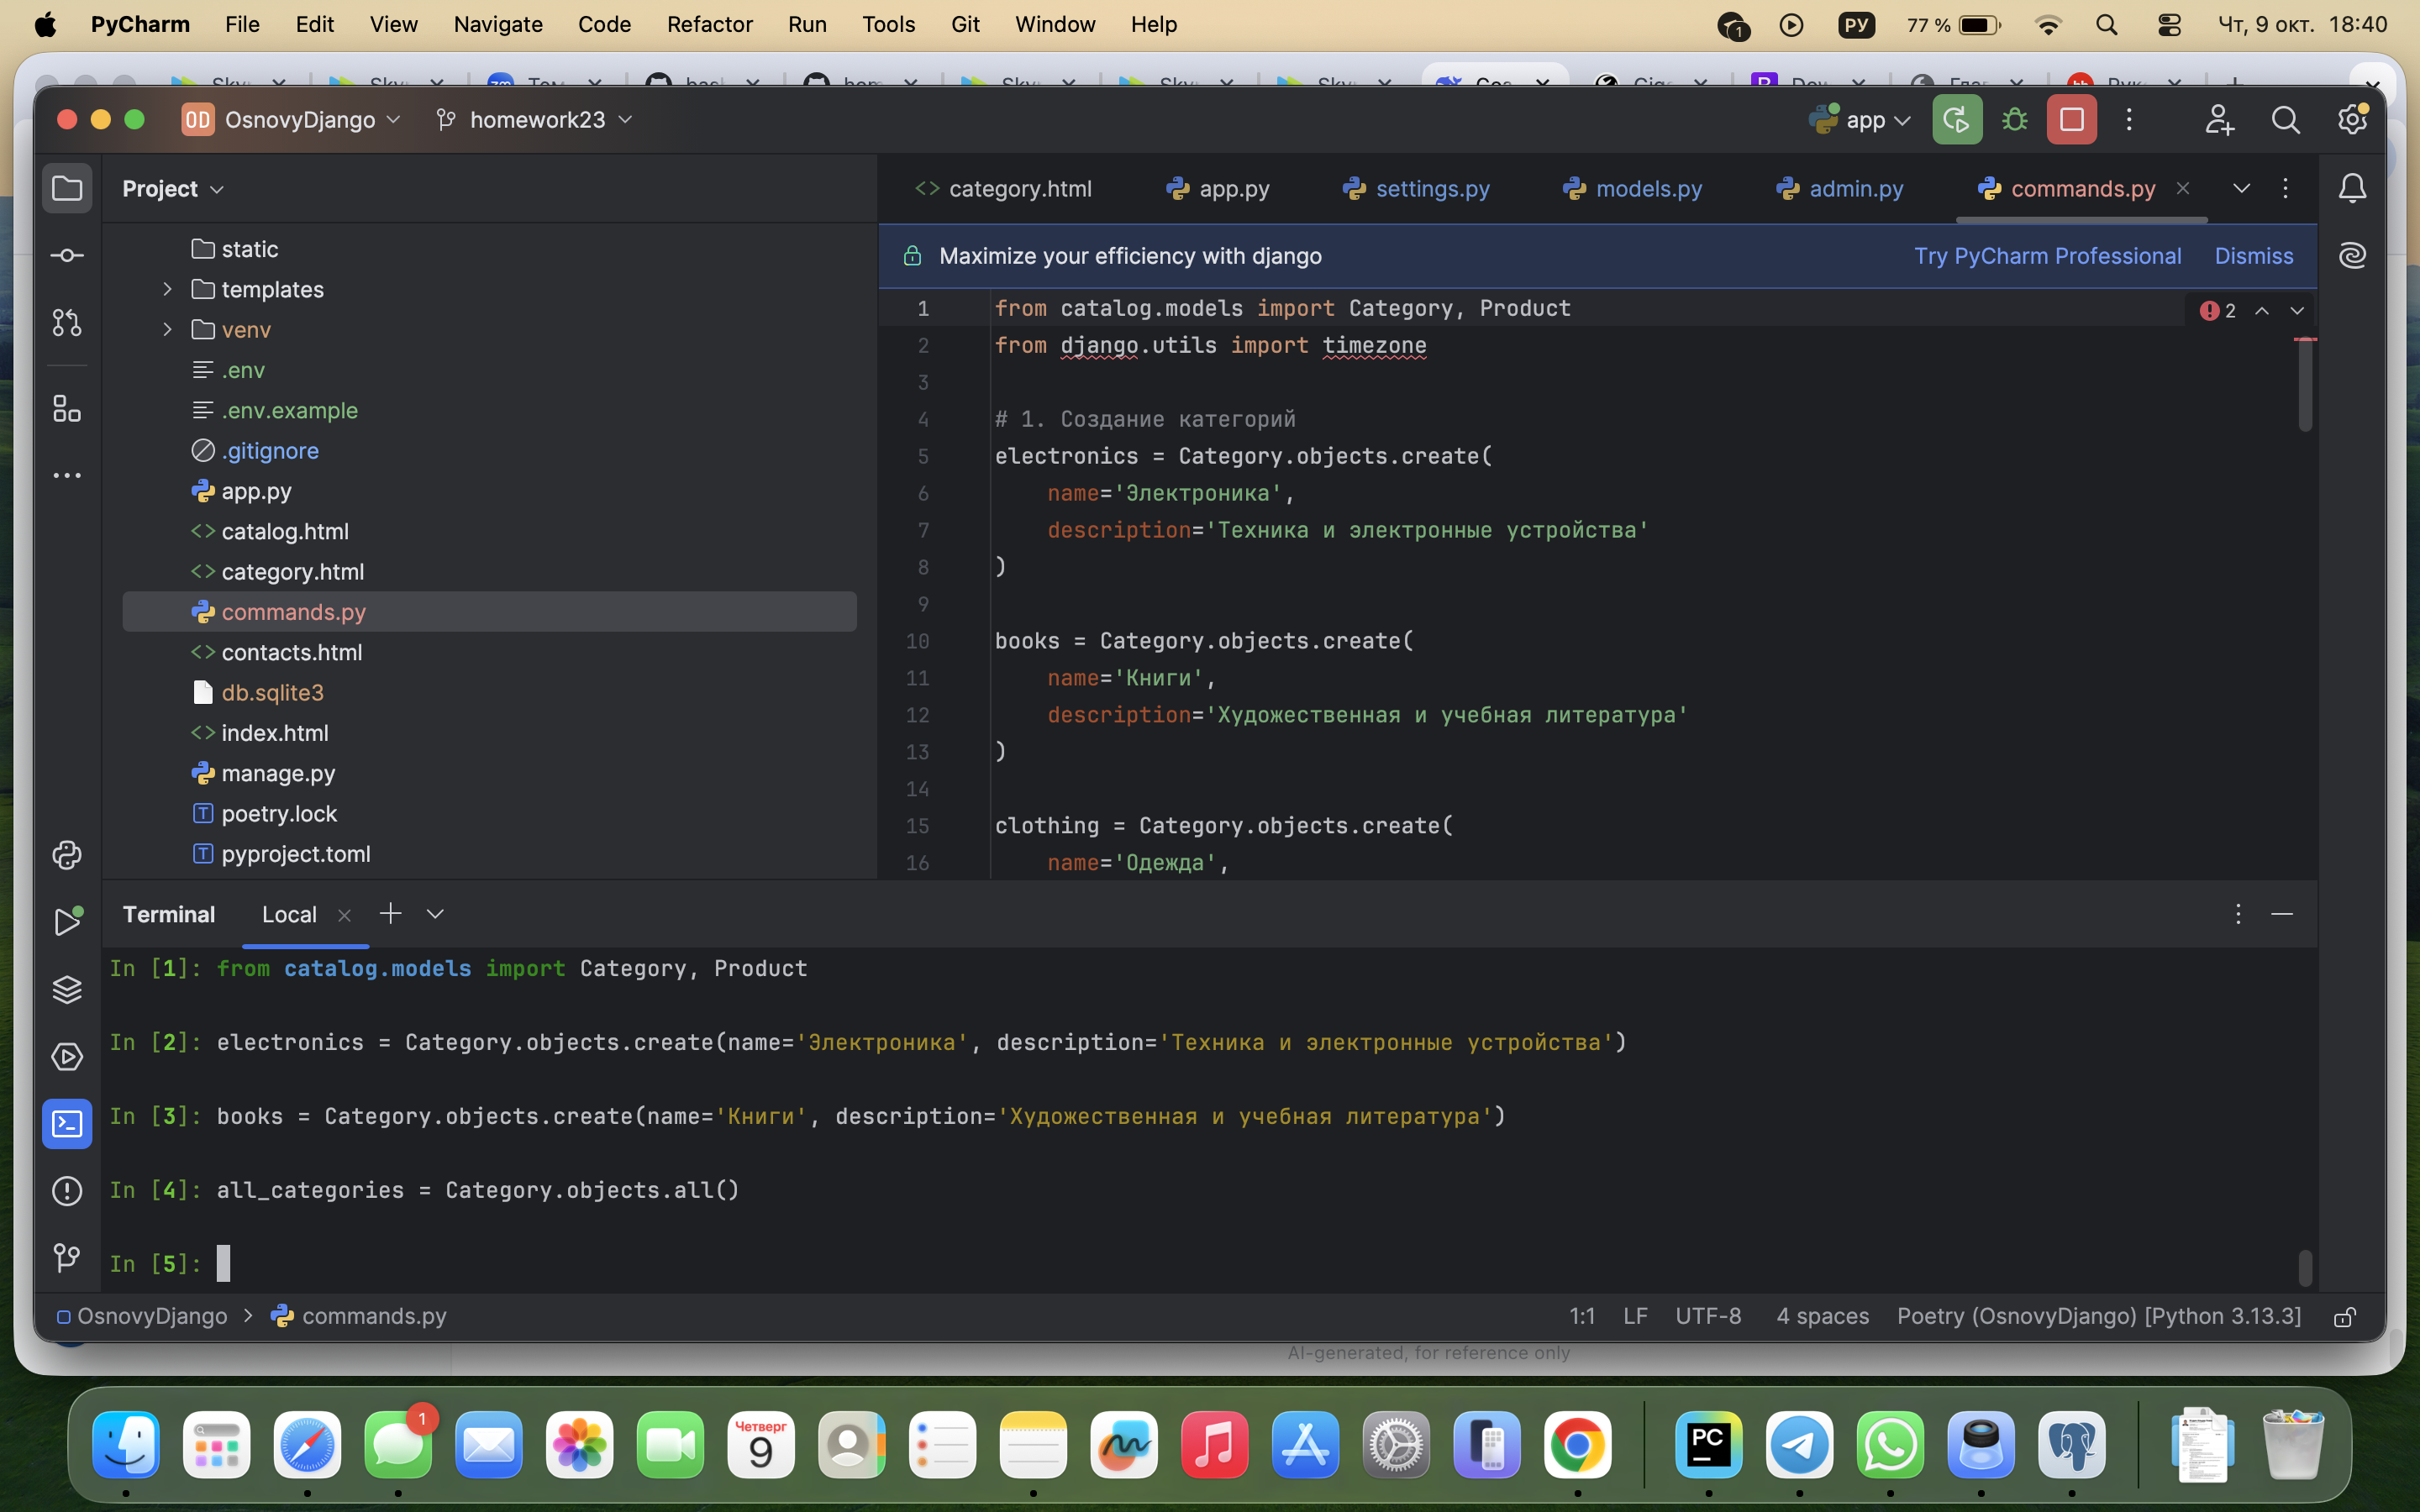 PyCharm File Edit View Navigate Code Refactor Run Tools Git Window Help 1 РУ 77 % Чт, 9 окт. 18:40
OD OsnovyDjango homework23 app
Project
category.html app.py settings.py models.py admin.py commands.py
static
templates
venv
.env
.env.example
.gitignore
app.py
catalog.html
category.html
commands.py
contacts.html
db.sqlite3
index.html
manage.py
poetry.lock
pyproject.toml
Maximize your efficiency with django Try PyCharm Professional Dismiss
2
1 from catalog.models import Category, Product
2 from django.utils import timezone
3
4 # 1. Создание категорий
5 electronics = Category.objects.create(
6 name='Электроника',
7 description='Техника и электронные устройства'
8 )
9
10 books = Category.objects.create(
11 name='Книги',
12 description='Художественная и учебная литература'
13 )
14
15 clothing = Category.objects.create(
16 name='Одежда',
Terminal Local
In [1]: from catalog.models import Category, Product
In [2]: electronics = Category.objects.create(name='Электроника', description='Техника и электронные устройства')
In [3]: books = Category.objects.create(name='Книги', description='Художественная и учебная литература')
In [4]: all_categories = Category.objects.all()
In [5]:
OsnovyDjango > commands.py 1:1 LF UTF-8 4 spaces Poetry (OsnovyDjango) [Python 3.13.3]
AI-generated, for reference only
1
Четверг
9
PC